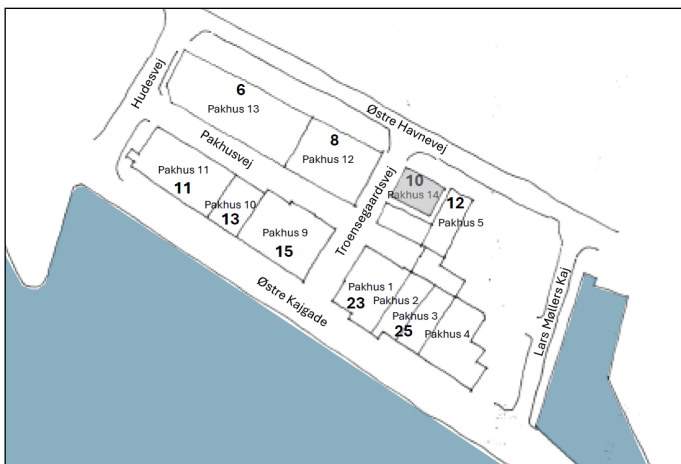 6
Pakhus 13
Hudesvej
Østre Havnevej
8
Pakhus 12
Pakhusvej
Pakhus 11
11
Pakhus 10
13
Pakhus 9
15
Troensegaardsvej
10
Pakhus 14
12
Pakhus 5
Østre Kajgade
Pakhus 1
23
Pakhus 2
Pakhus 3
25
Pakhus 4
Lars Møllers Kaj